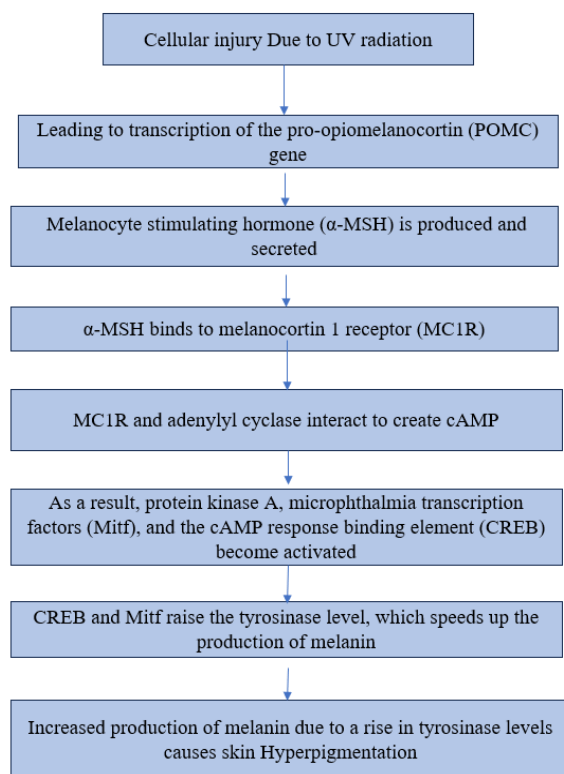 Cellular injury Due to UV radiation
Leading to transcription of the pro-opiomelanocortin (POMC)
gene
Melanocyte stimulating hormone (α-MSH) is produced and
secreted
α-MSH binds to melanocortin 1 receptor (MC1R)
MC1R and adenylyl cyclase interact to create cAMP
As a result, protein kinase A, microphthalmia transcription
factors (Mitf), and the cAMP response binding element (CREB)
become activated
CREB and Mitf raise the tyrosinase level, which speeds up the
production of melanin
Increased production of melanin due to a rise in tyrosinase levels
causes skin Hyperpigmentation